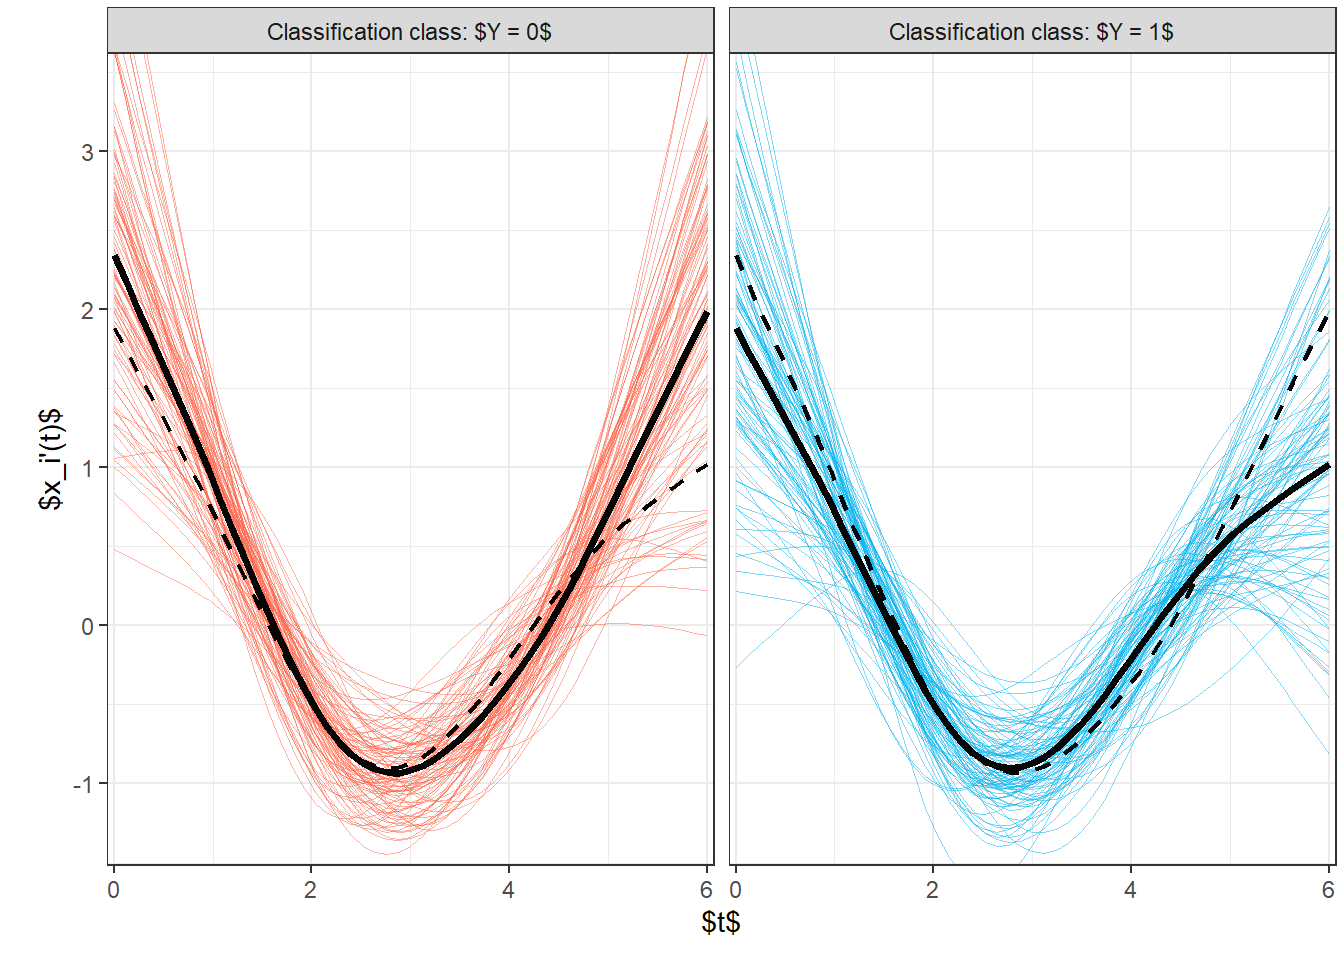 Classification class: $Y = 0$
Classification class: $Y = 1$
3
2
1
0
-1
$x_i'(t)$
0 2 4 6
0 2 4 6
$t$